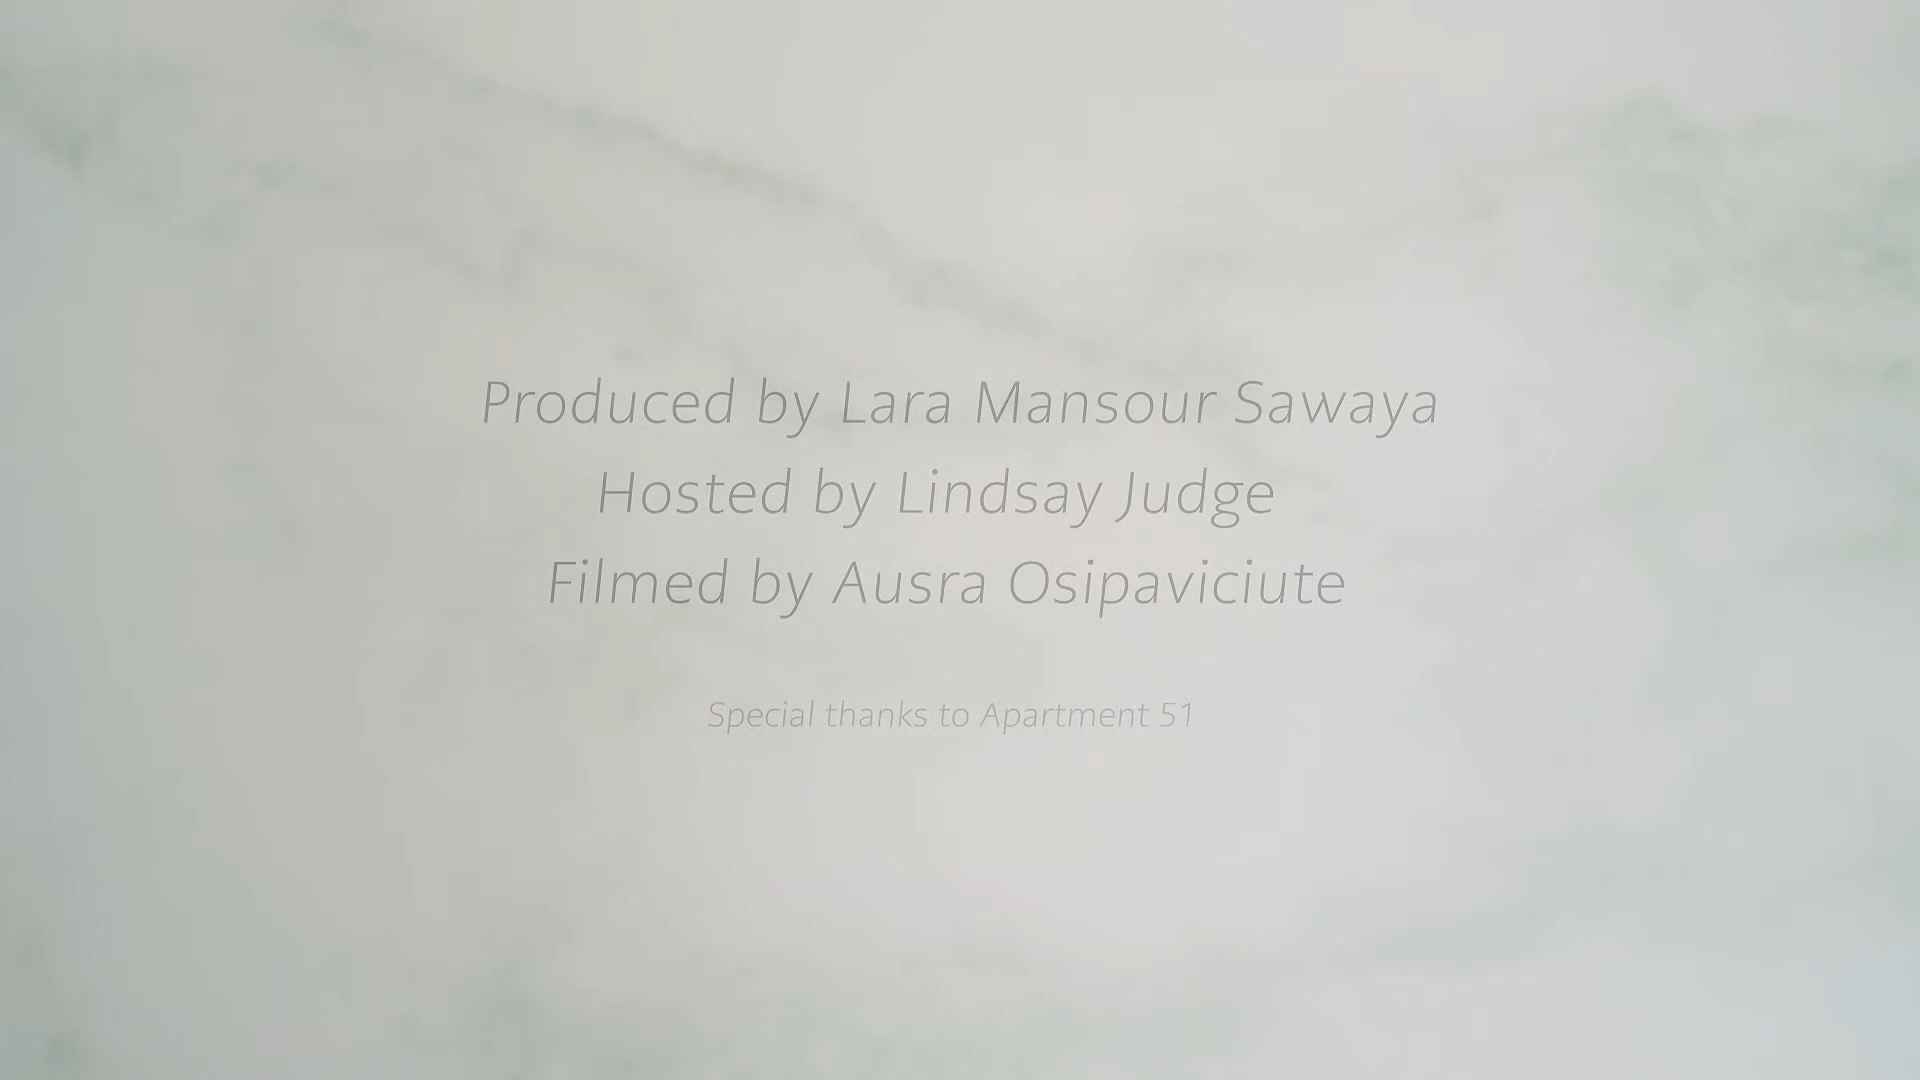 Produced by Lara Mansour Sawaya
Hosted by Lindsay Judge
Filmed by Ausra Osipaviciute
Special thanks to Apartment 51